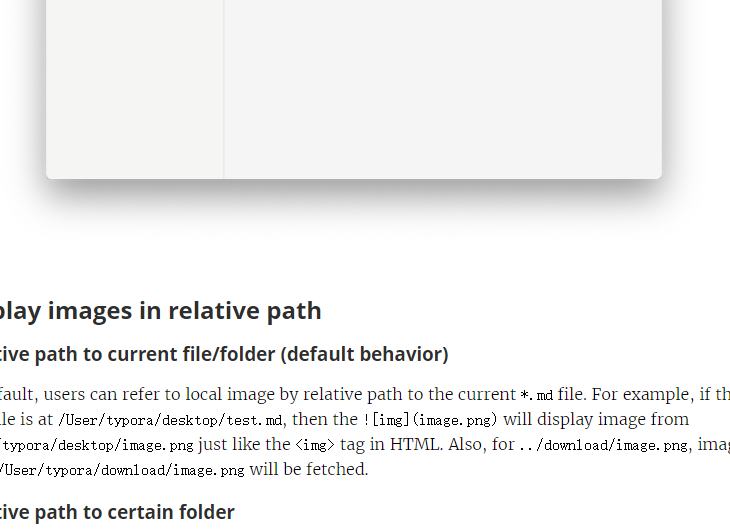 play images in relative path
tive path to current file/folder (default behavior)
fault, users can refer to local image by relative path to the current *.md file. For example, if th
ile is at /User/typora/desktop/test.md, then the ![img](image.png) will display image from
/typora/desktop/image.png just like the <img> tag in HTML. Also, for ../download/image.png, imag
/User/typora/download/image.png will be fetched.
tive path to certain folder